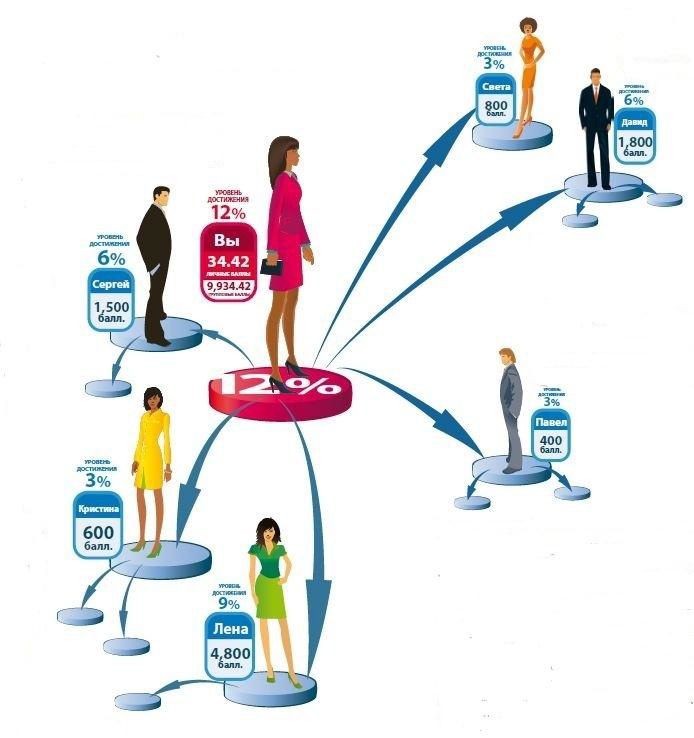 УРОВЕНЬ
ДОСТИЖЕНИЯ
3%
Света
800
балл.
УРОВЕНЬ
ДОСТИЖЕНИЯ
6%
Давид
1,800
балл.
УРОВЕНЬ
ДОСТИЖЕНИЯ
12%
Вы
34.42
ЛИЧНЫЕ БАЛЛЫ
9,934.42
ГРУППОВЫЕ БАЛЛЫ
УРОВЕНЬ
ДОСТИЖЕНИЯ
6%
Сергей
1,500
балл.
12%
УРОВЕНЬ
ДОСТИЖЕНИЯ
3%
Павел
400
балл.
УРОВЕНЬ
ДОСТИЖЕНИЯ
3%
Кристина
600
балл.
УРОВЕНЬ
ДОСТИЖЕНИЯ
9%
Лена
4,800
балл.